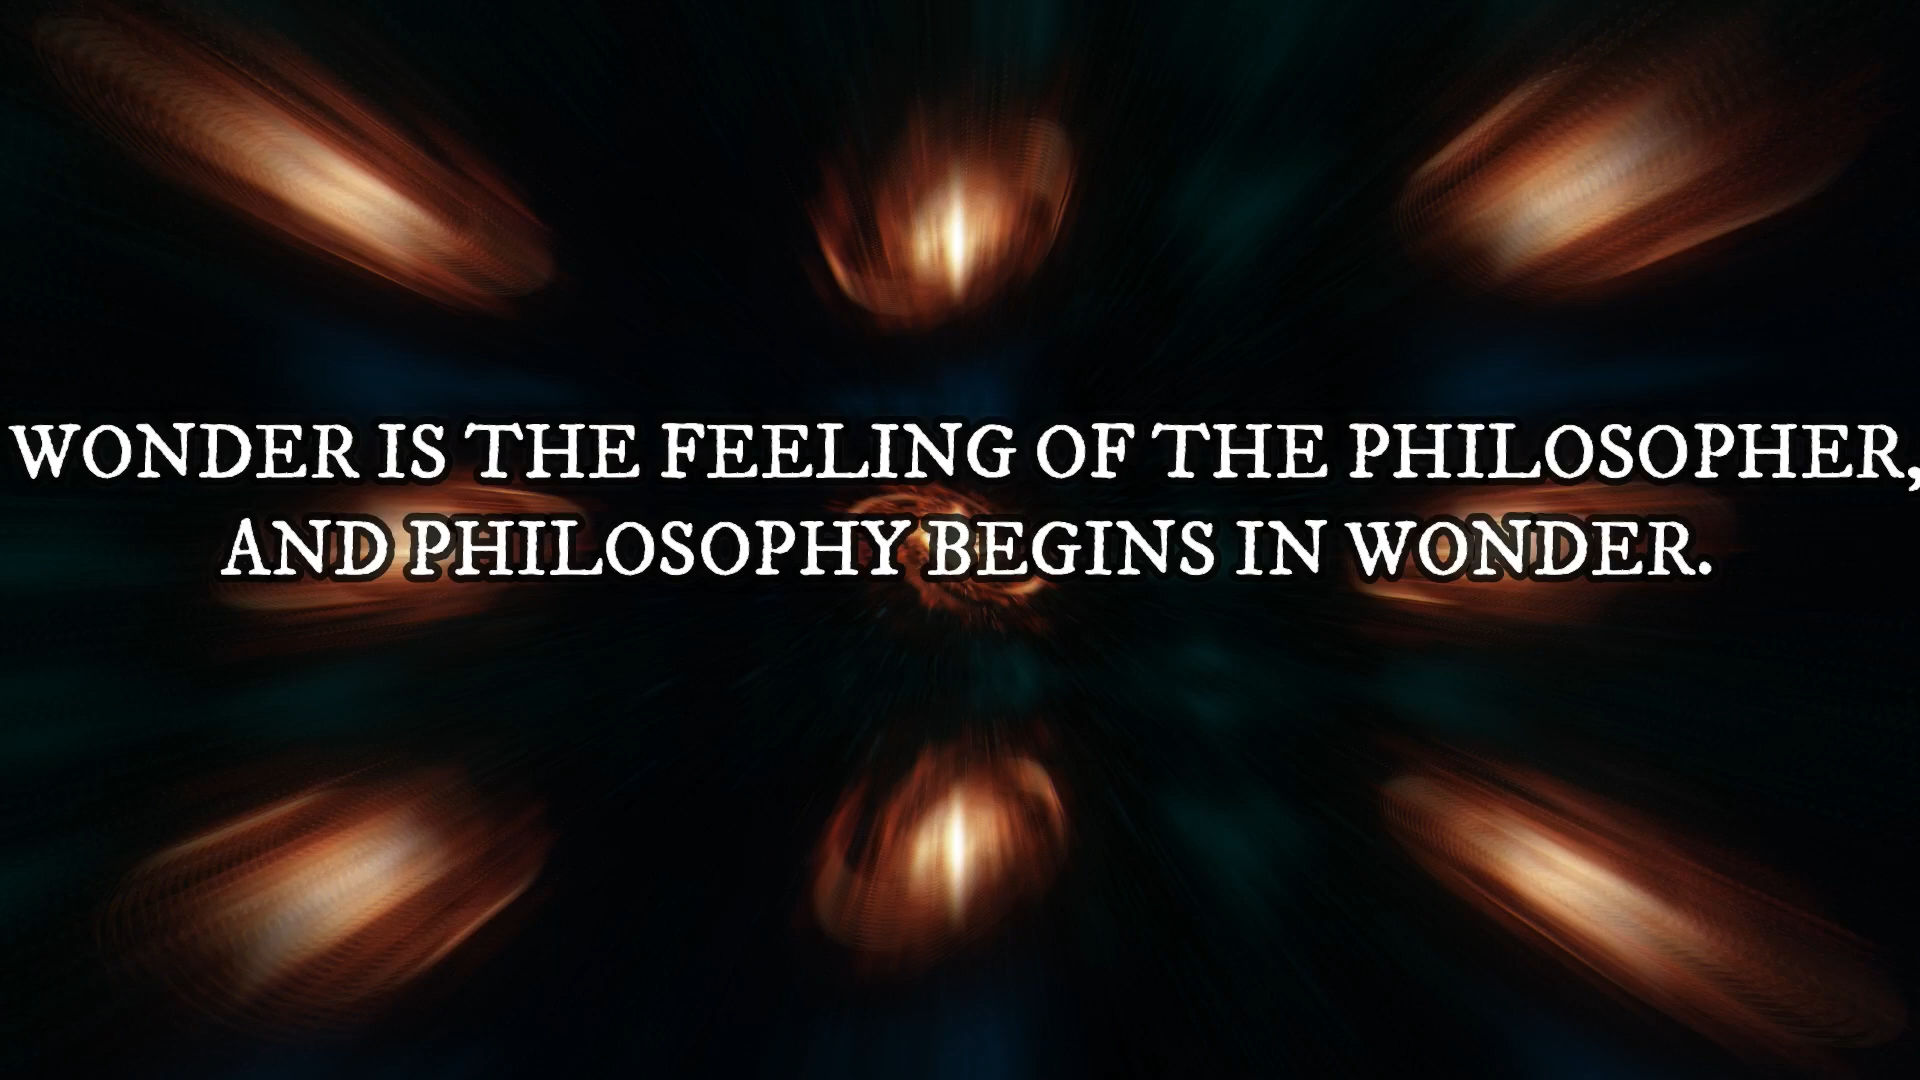 WONDER IS THE FEELING OF THE PHILOSOPHER,
AND PHILOSOPHY BEGINS IN WONDER.